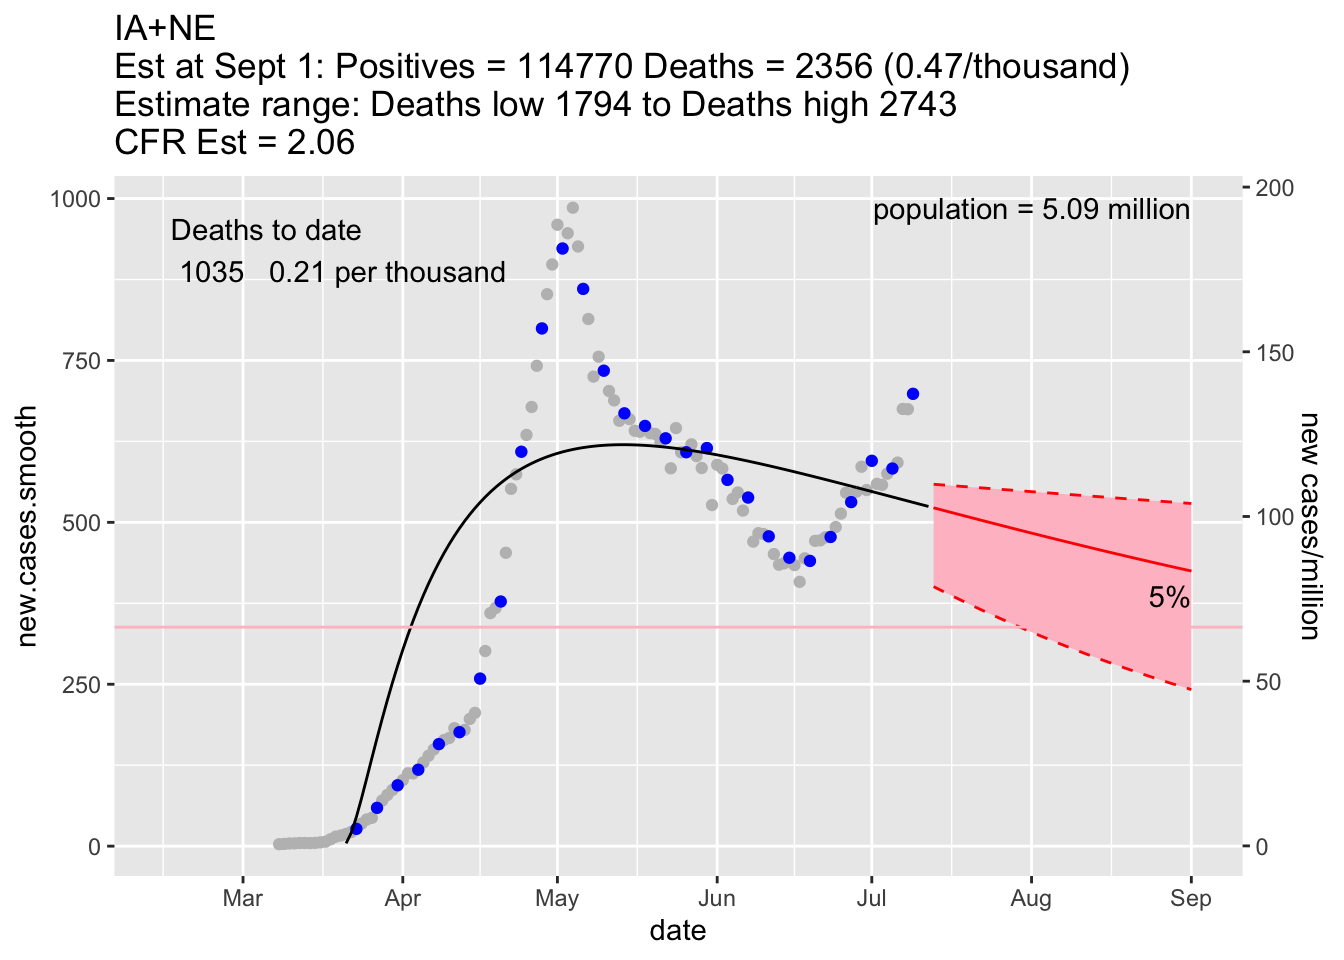 IA+NE
Est at Sept 1: Positives = 114770 Deaths = 2356 (0.47/thousand)
Estimate range: Deaths low 1794 to Deaths high 2743
CFR Est = 2.06
Deaths to date
1035 0.21 per thousand
population = 5.09 million
1000
750
500
250
0
new.cases.smooth
200
150
100
50
0
new cases/million
5%
Mar Apr May Jun Jul Aug Sep
date